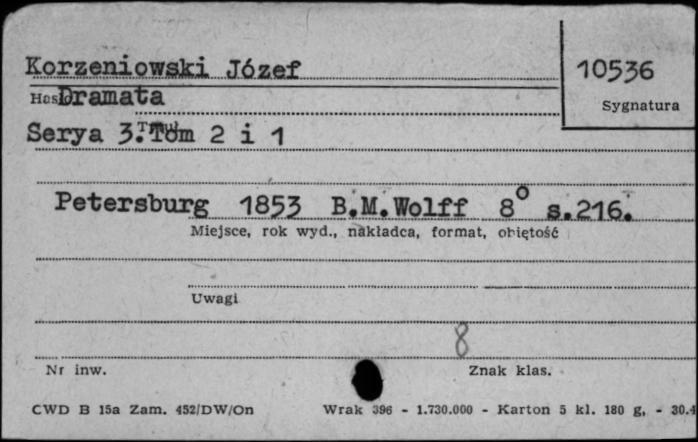 Korzeniowski Józef
10536
Hasło Dramata
Sygnatura
Serya 3. Tom 2 i 1
Petersburg 1853 B.M.Wolff 8° s.216.
Miejsce, rok wyd., nakładca, format, objętość
Uwagi
8
Nr inw.
Znak klas.
CWD B 15a Zam. 452/DW/On Wrak 396 - 1.730.000 - Karton 5 kl. 180 g, - 30.4